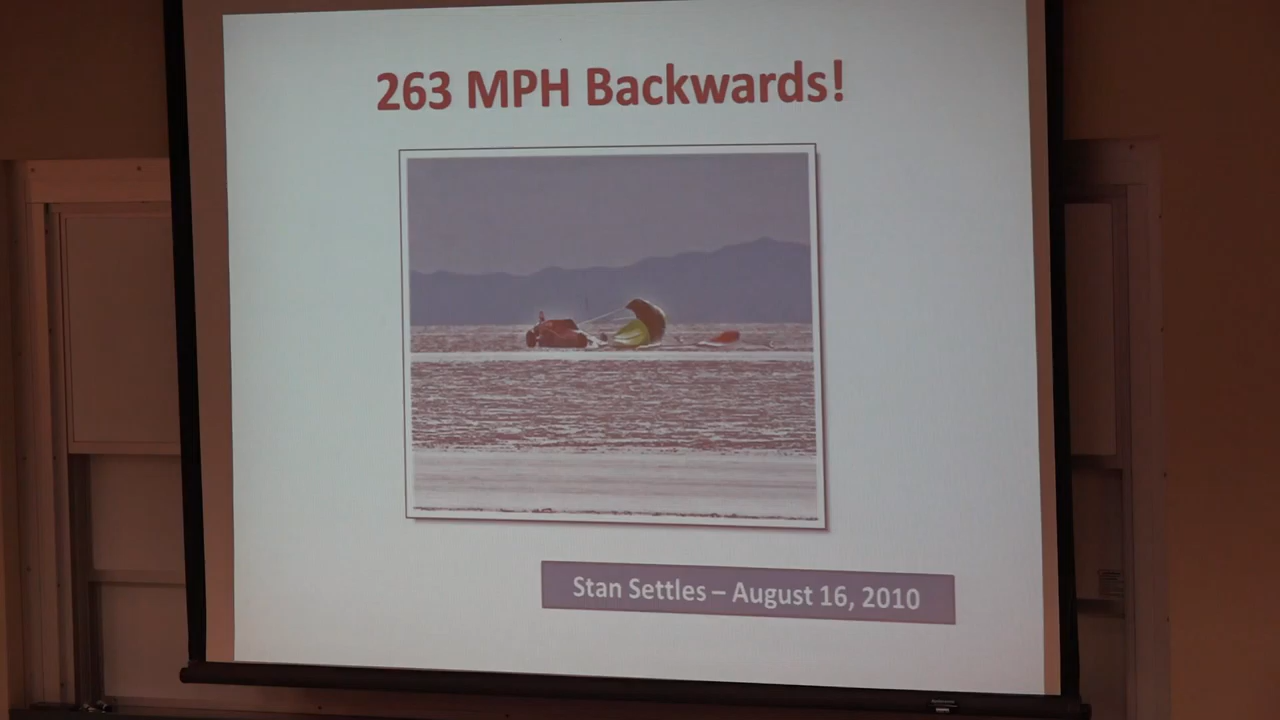 263 MPH Backwards!
Stan Settles – August 16, 2010